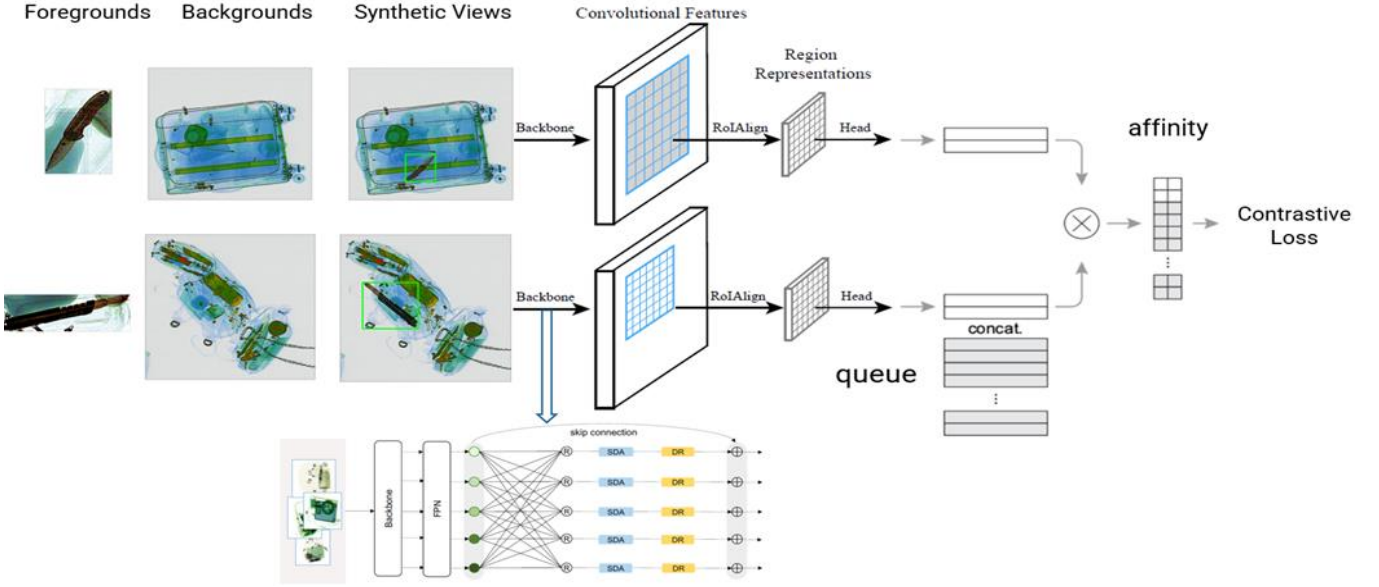 Foregrounds
Backgrounds
Synthetic Views
Convolutional Features
Region
Representations
Backbone
RoIAlign
Head
affinity
Contrastive
Loss
Backbone
RoIAlign
Head
concat.
queue
skip connection
Backbone
FPN
R
SDA
DR
R
SDA
DR
R
SDA
DR
R
SDA
DR
R
SDA
DR